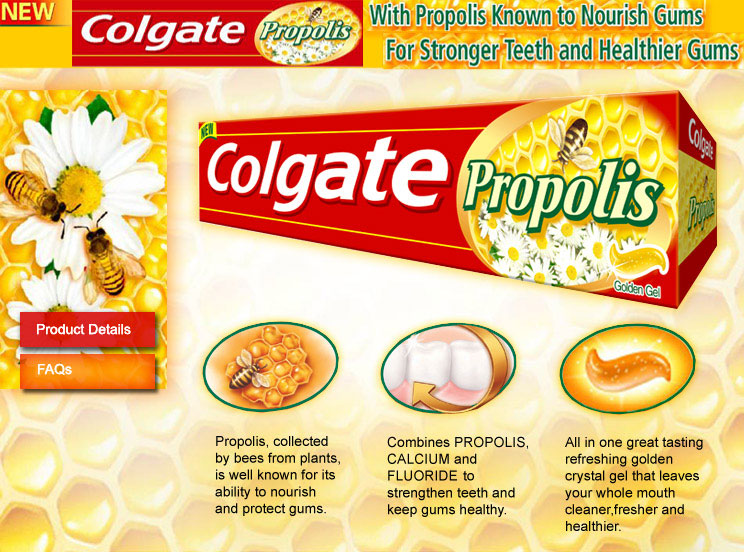 NEW
Colgate Propolis
With Propolis Known to Nourish Gums
For Stronger Teeth and Healthier Gums
NEW
Colgate
Propolis
Golden Gel
Colgate
Propolis
Product Details
FAQs
Propolis, collected
by bees from plants,
is well known for its
ability to nourish
and protect gums.
Combines PROPOLIS,
CALCIUM and
FLUORIDE to
strengthen teeth and
keep gums healthy.
All in one great tasting
refreshing golden
crystal gel that leaves
your whole mouth
cleaner,fresher and
healthier.